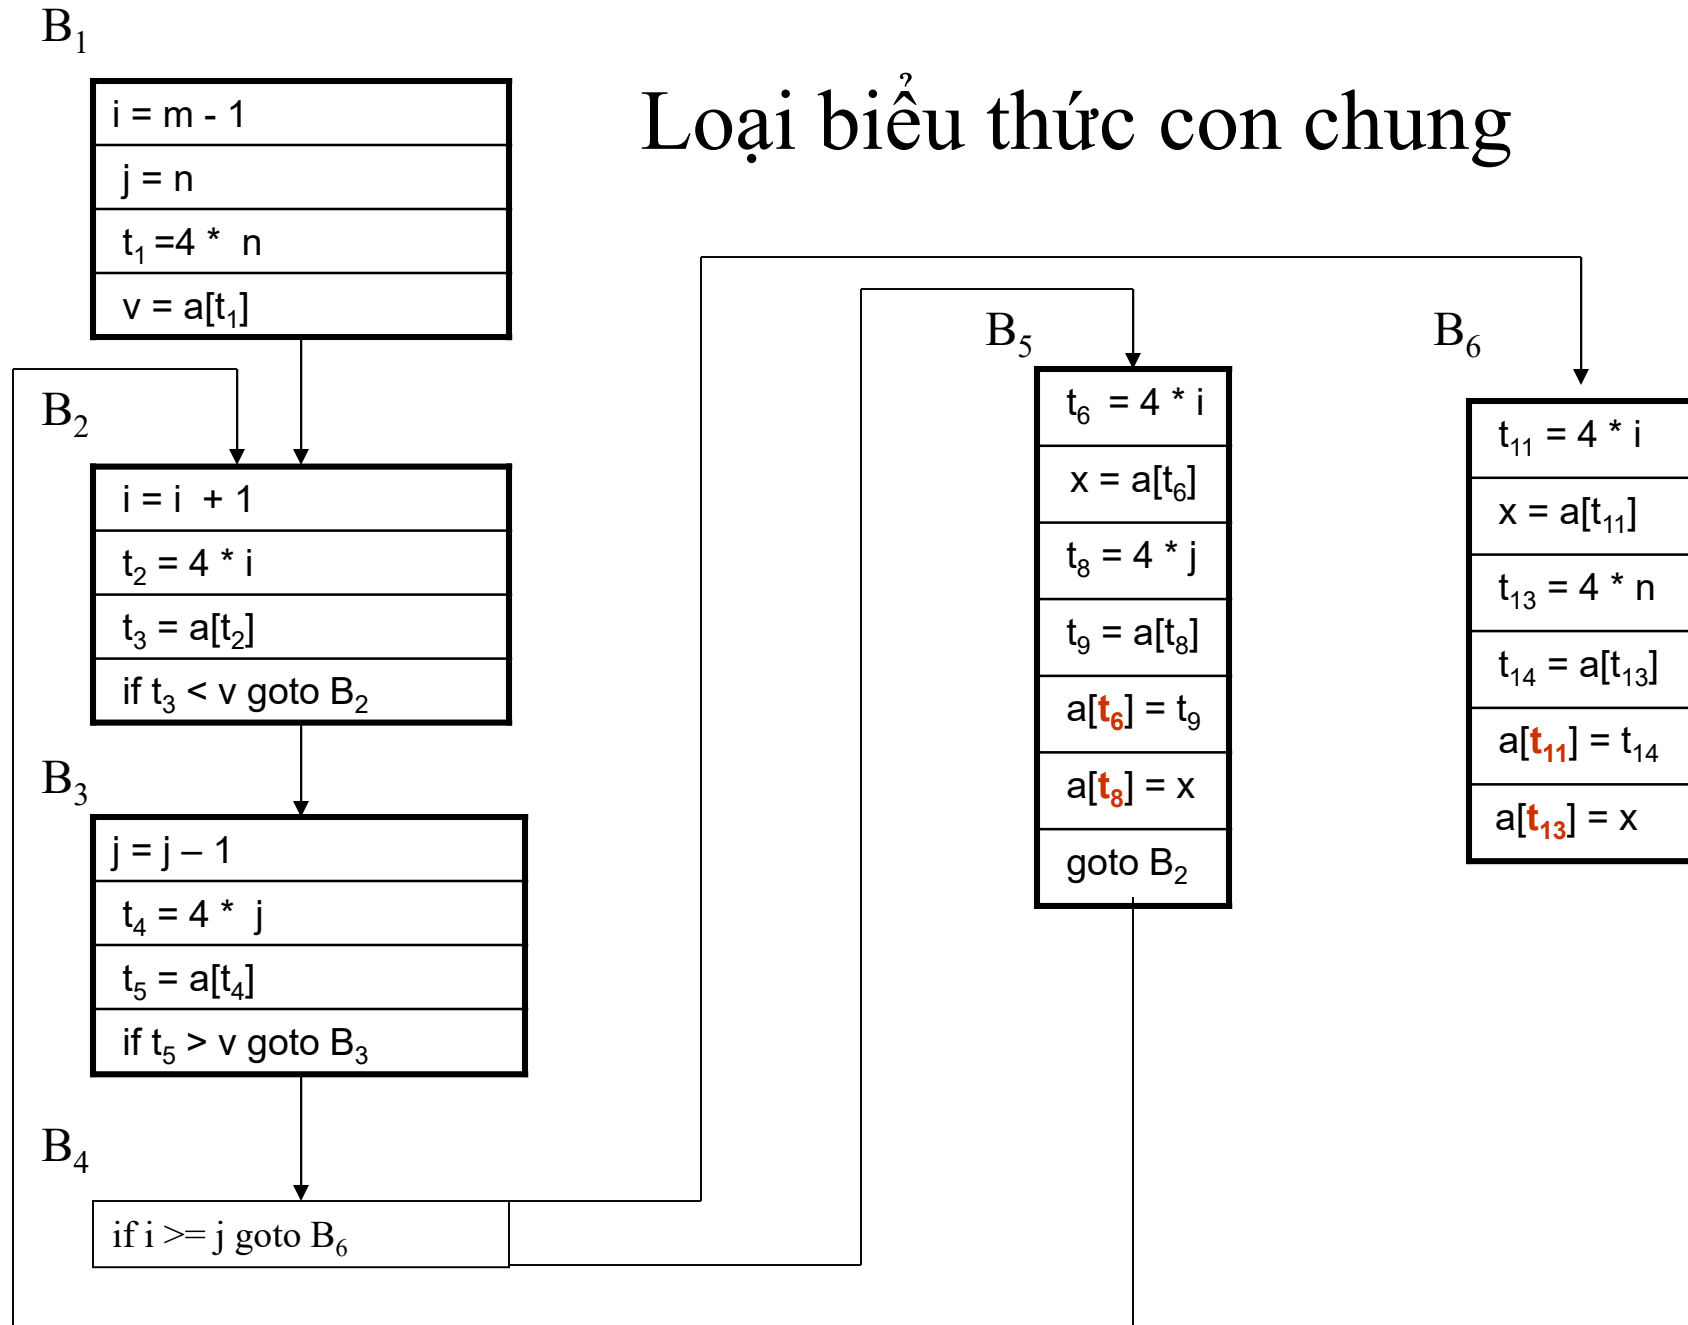 B₁
Loại biểu thức con chung
i = m - 1
j = n
t₁ =4 * n
v = a[t₁]
B₂
i = i + 1
t₂ = 4 * i
t₃ = a[t₂]
if t₃ < v goto B₂
B₃
j = j – 1
t₄ = 4 * j
t₅ = a[t₄]
if t₅ > v goto B₃
B₄
if i >= j goto B₆
B₅
t₆ = 4 * i
x = a[t₆]
t₈ = 4 * j
t₉ = a[t₈]
a[t₆] = t₉
a[t₈] = x
goto B₂
B₆
t₁₁ = 4 * i
x = a[t₁₁]
t₁₃ = 4 * n
t₁₄ = a[t₁₃]
a[t₁₁] = t₁₄
a[t₁₃] = x